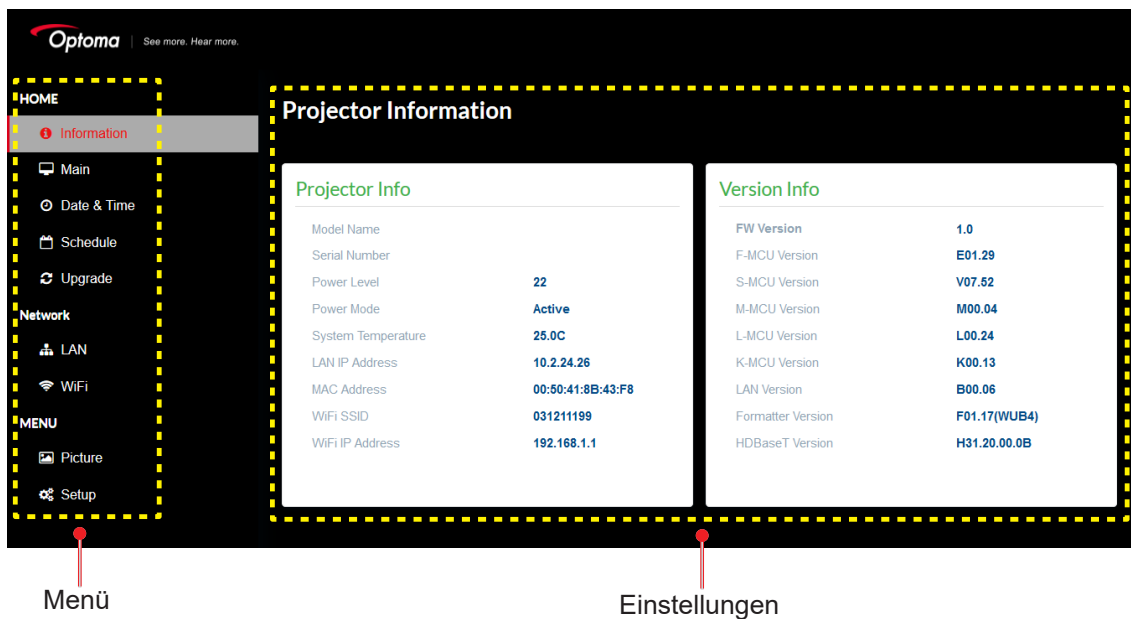 Optoma | See more. Hear more.
HOME
Information
Main
Date & Time
Schedule
Upgrade
Network
LAN
WiFi
MENU
Picture
Setup
Projector Information
Projector Info
Model Name
Serial Number
Power Level 22
Power Mode Active
System Temperature 25.0C
LAN IP Address 10.2.24.26
MAC Address 00:50:41:8B:43:F8
WiFi SSID 031211199
WiFi IP Address 192.168.1.1
Version Info
FW Version 1.0
F-MCU Version E01.29
S-MCU Version V07.52
M-MCU Version M00.04
L-MCU Version L00.24
K-MCU Version K00.13
LAN Version B00.06
Formatter Version F01.17(WUB4)
HDBaseT Version H31.20.00.0B
Menü
Einstellungen